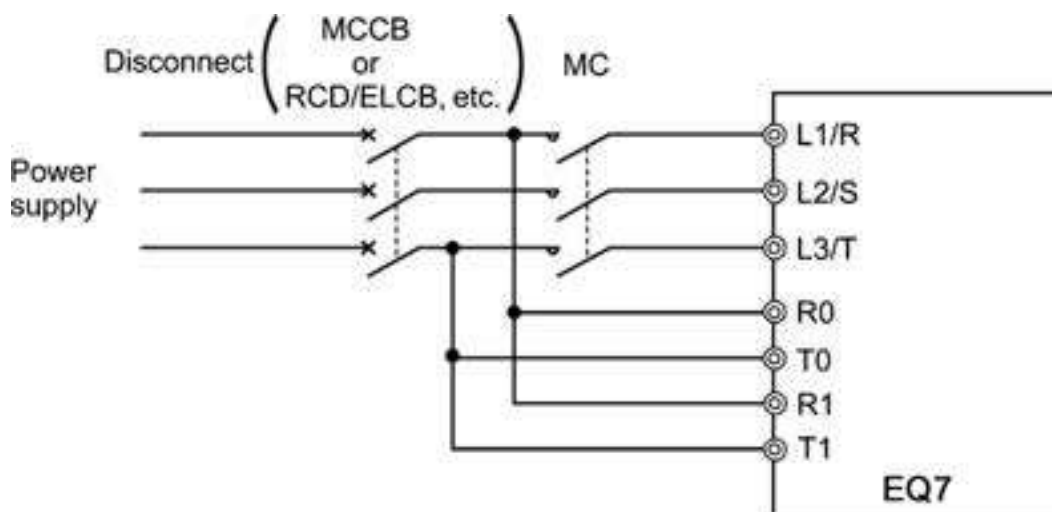 MCCB
Disconnect ( or ) MC
RCD/ELCB, etc.
Power
supply
L1/R
L2/S
L3/T
R0
T0
R1
T1
EQ7